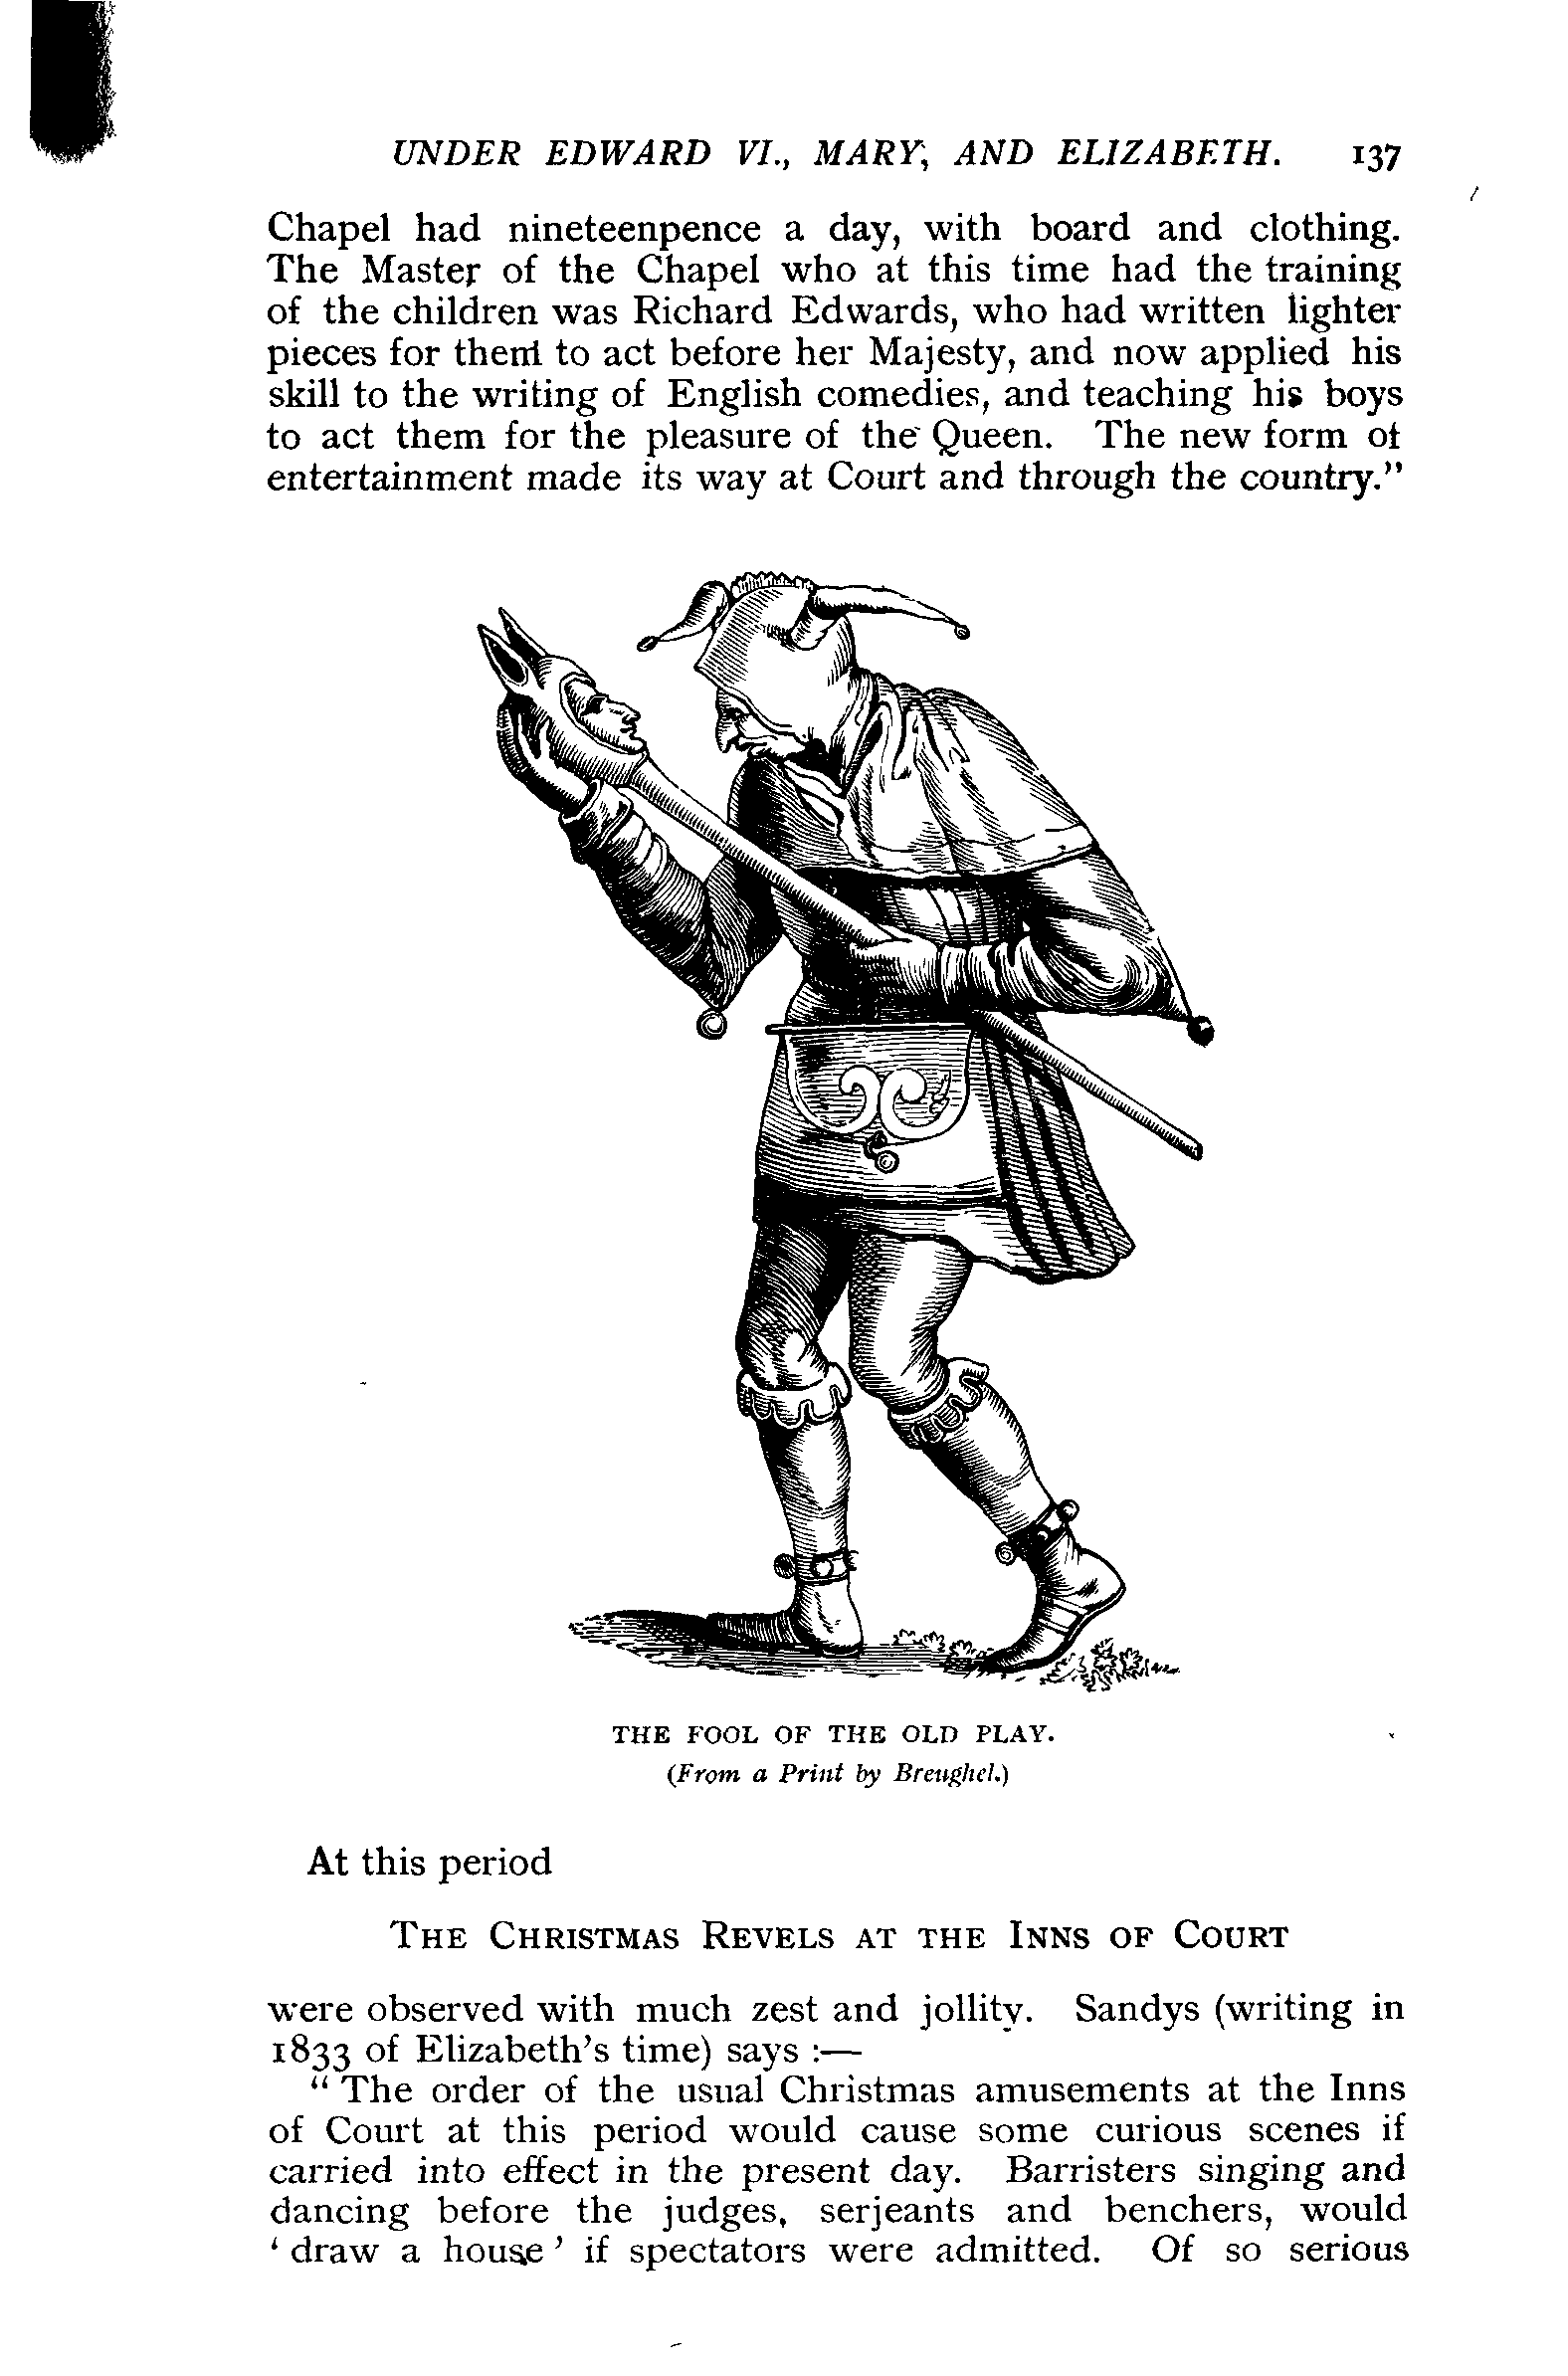 UNDER EDWARD VI., MARY, AND ELIZABETH. 137
Chapel had nineteenpence a day, with board and clothing.
The Master of the Chapel who at this time had the training
of the children was Richard Edwards, who had written lighter
pieces for them to act before her Majesty, and now applied his
skill to the writing of English comedies, and teaching his boys
to act them for the pleasure of the Queen. The new form of
entertainment made its way at Court and through the country."
THE FOOL OF THE OLD PLAY.
(From a Print by Breughel.)
At this period
THE CHRISTMAS REVELS AT THE INNS OF COURT
were observed with much zest and jollity. Sandys (writing in
1833 of Elizabeth's time) says :—
"The order of the usual Christmas amusements at the Inns
of Court at this period would cause some curious scenes if
carried into effect in the present day. Barristers singing and
dancing before the judges, serjeants and benchers, would
'draw a house' if spectators were admitted. Of so serious